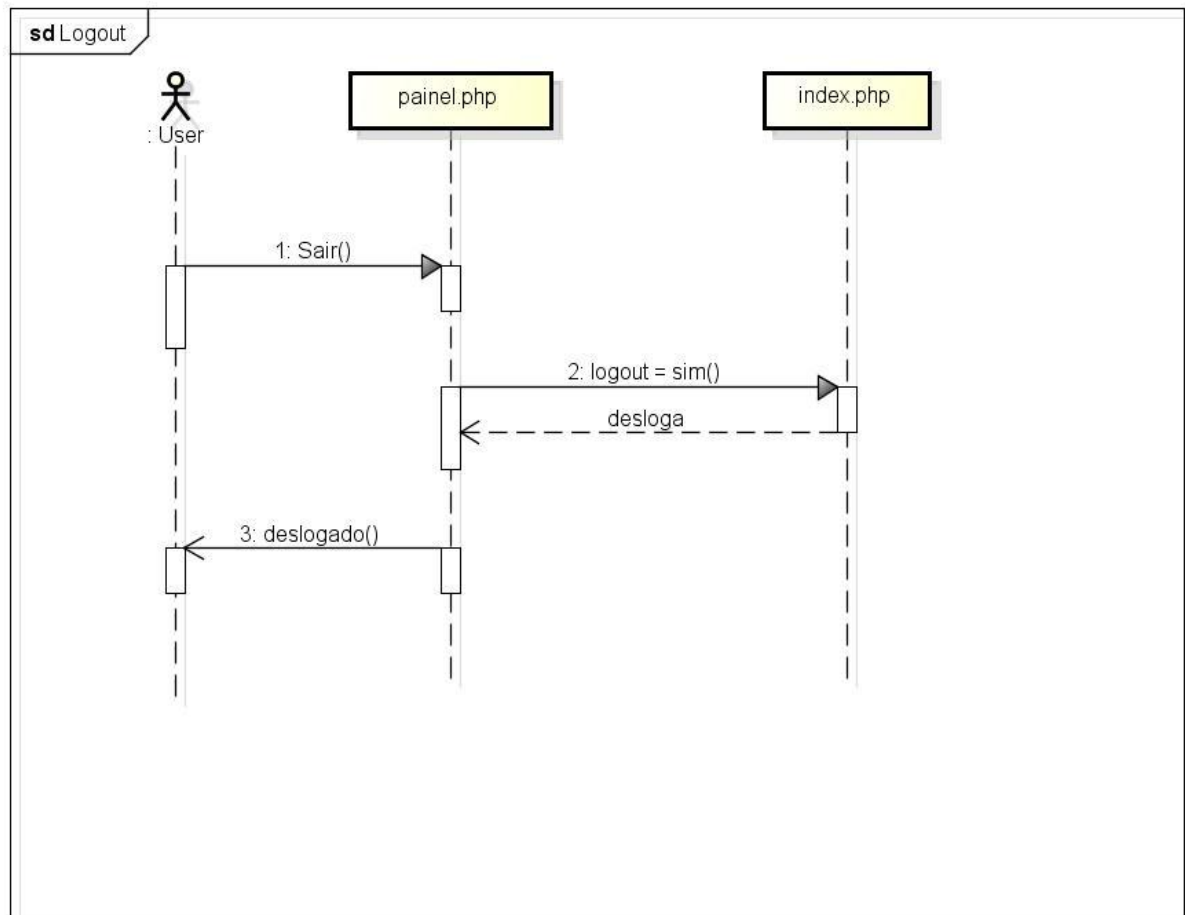 sd Logout
: User
painel.php
index.php
1: Sair()
2: logout = sim()
desloga
3: deslogado()